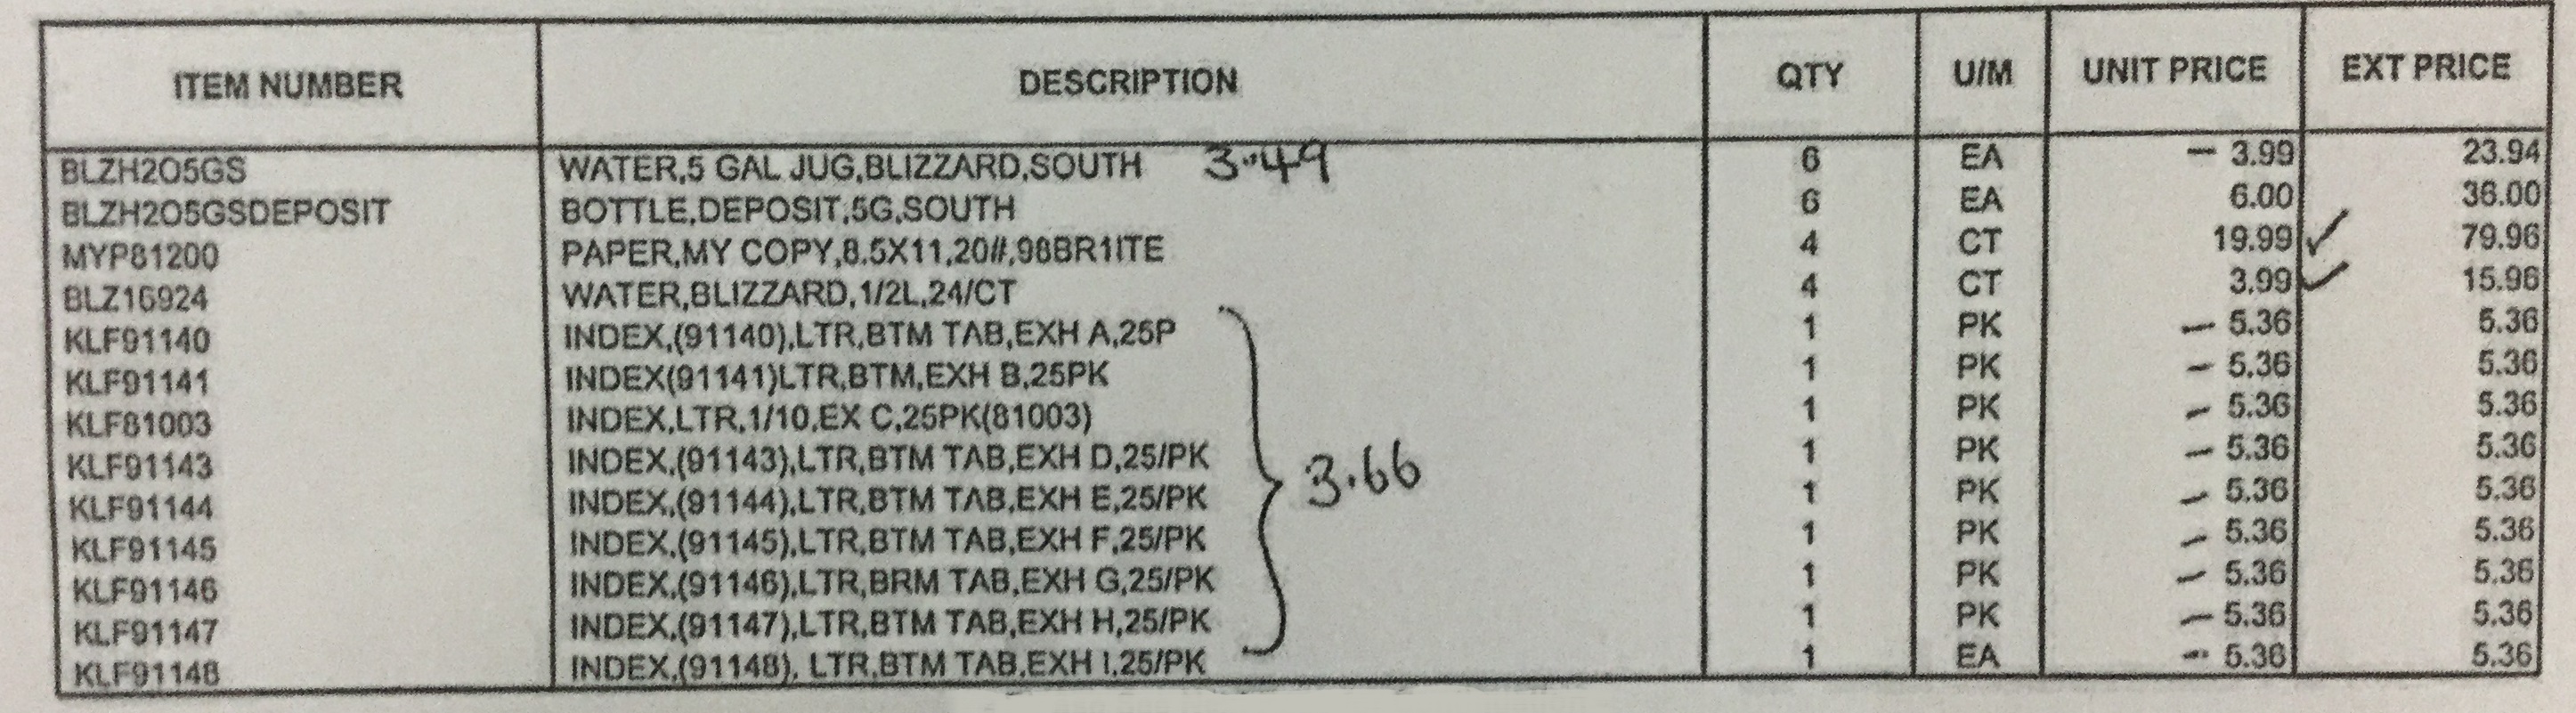 ITEM NUMBER DESCRIPTION QTY U/M UNIT PRICE EXT PRICE
BLZH2O5GS WATER,5 GAL JUG,BLIZZARD,SOUTH 3.49 6 EA - 3.99 23.94
BLZH2O5GSDEPOSIT BOTTLE,DEPOSIT,5G,SOUTH 6 EA 6.00 36.00
MYP81200 PAPER,MY COPY,8.5X11,20#,98BR1ITE 4 CT 19.99 ✓ 79.96
BLZ16924 WATER,BLIZZARD,1/2L,24/CT 4 CT 3.99 ✓ 15.96
KLF91140 INDEX,(91140),LTR,BTM TAB,EXH A,25P 1 PK - 5.36 5.36
KLF91141 INDEX(91141)LTR,BTM,EXH B,25PK 1 PK - 5.36 5.36
KLF81003 INDEX,LTR,1/10,EX C,25PK(81003) 1 PK - 5.36 5.36
KLF91143 INDEX,(91143),LTR,BTM TAB,EXH D,25/PK 1 PK - 5.36 5.36
3.66
KLF91144 INDEX,(91144),LTR,BTM TAB,EXH E,25/PK 1 PK - 5.36 5.36
KLF91145 INDEX,(91145),LTR,BTM TAB,EXH F,25/PK 1 PK - 5.36 5.36
KLF91146 INDEX,(91146),LTR,BRM TAB,EXH G,25/PK 1 PK - 5.36 5.36
KLF91147 INDEX,(91147),LTR,BTM TAB,EXH H,25/PK 1 PK - 5.36 5.36
KLF91148 INDEX,(91148), LTR,BTM TAB,EXH I,25/PK 1 EA - 5.36 5.36